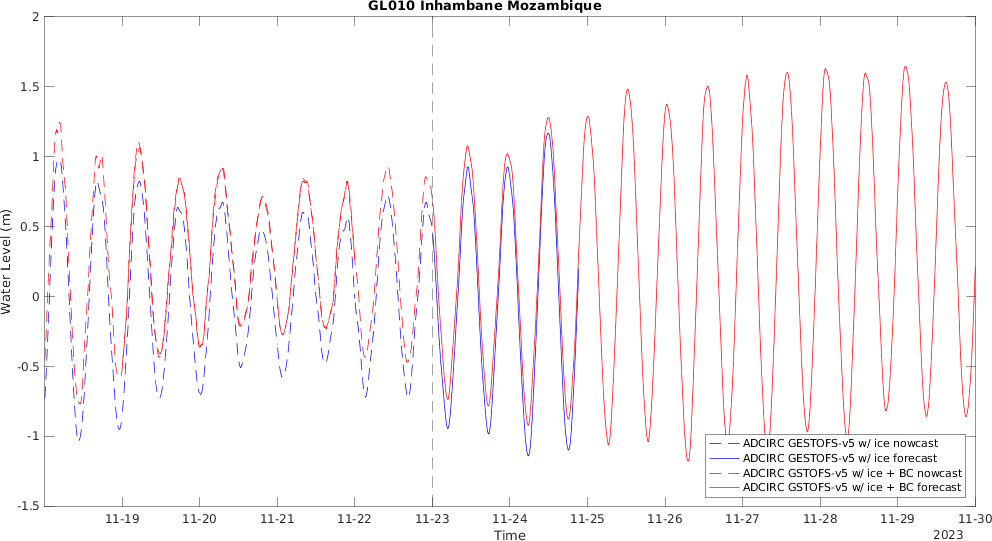 GL010 Inhambane Mozambique
2
1.5
1
0.5
0
-0.5
-1
-1.5
Water Level (m)
ADCIRC GESTOFS-v5 w/ ice nowcast
ADCIRC GESTOFS-v5 w/ ice forecast
ADCIRC GSTOFS-v5 w/ ice + BC nowcast
ADCIRC GSTOFS-v5 w/ ice + BC forecast
11-19 11-20 11-21 11-22 11-23 11-24 11-25 11-26 11-27 11-28 11-29 11-30
Time
2023